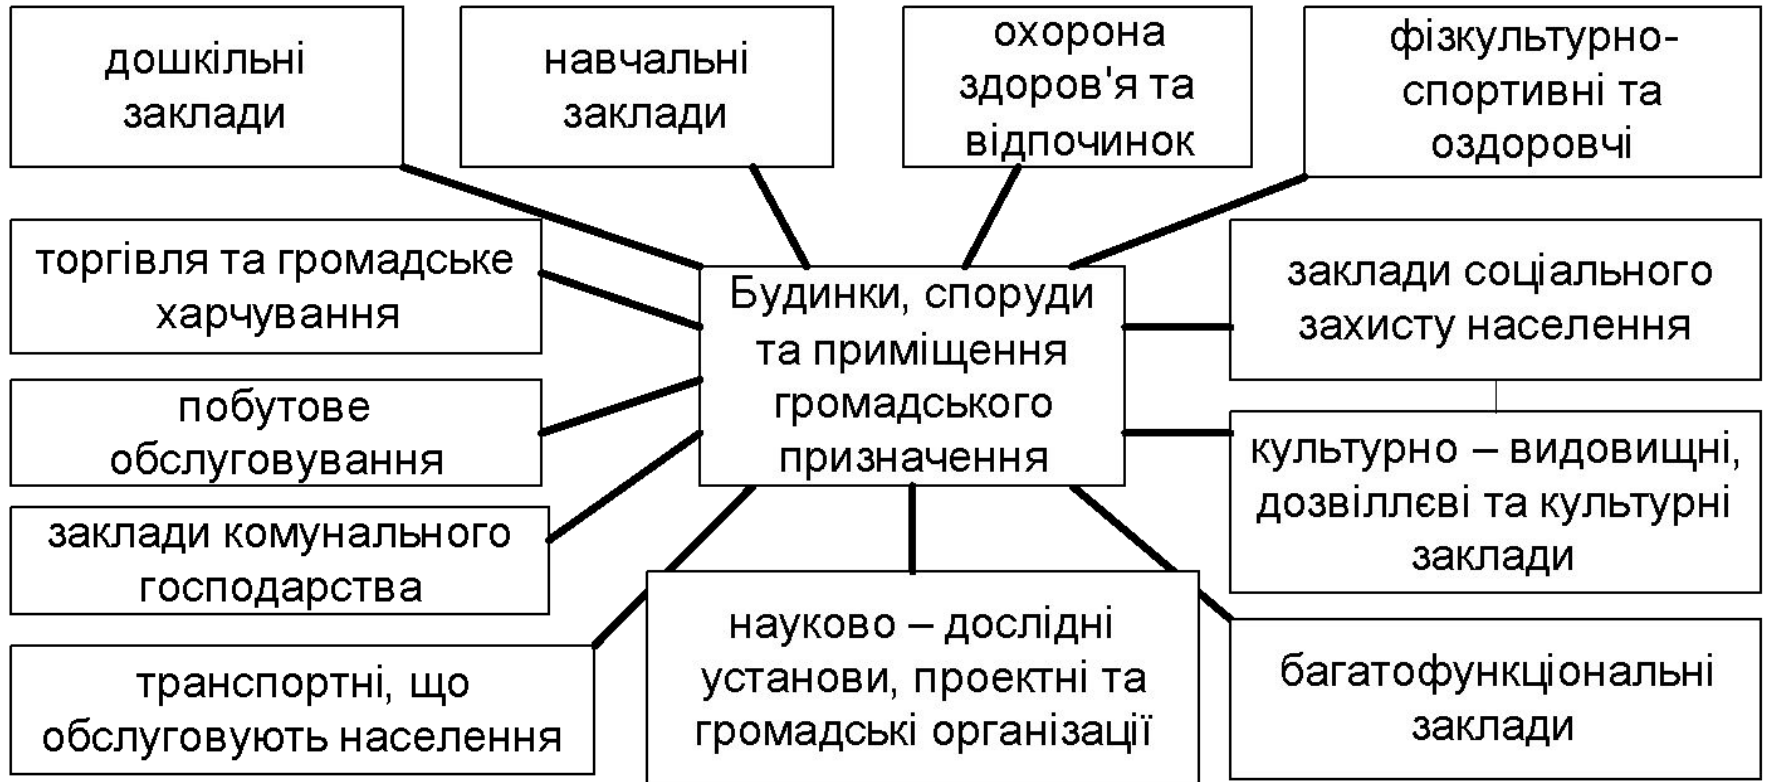 дошкільні
заклади
навчальні
заклади
охорона
здоров'я та
відпочинок
фізкультурно-
спортивні та
оздоровчі
торгівля та громадське
харчування
Будинки, споруди
та приміщення
громадського
призначення
заклади соціального
захисту населення
побутове
обслуговування
культурно – видовищні,
дозвіллєві та культурні
заклади
заклади комунального
господарства
транспортні, що
обслуговують населення
науково – дослідні
установи, проектні та
громадські організації
багатофункціональні
заклади